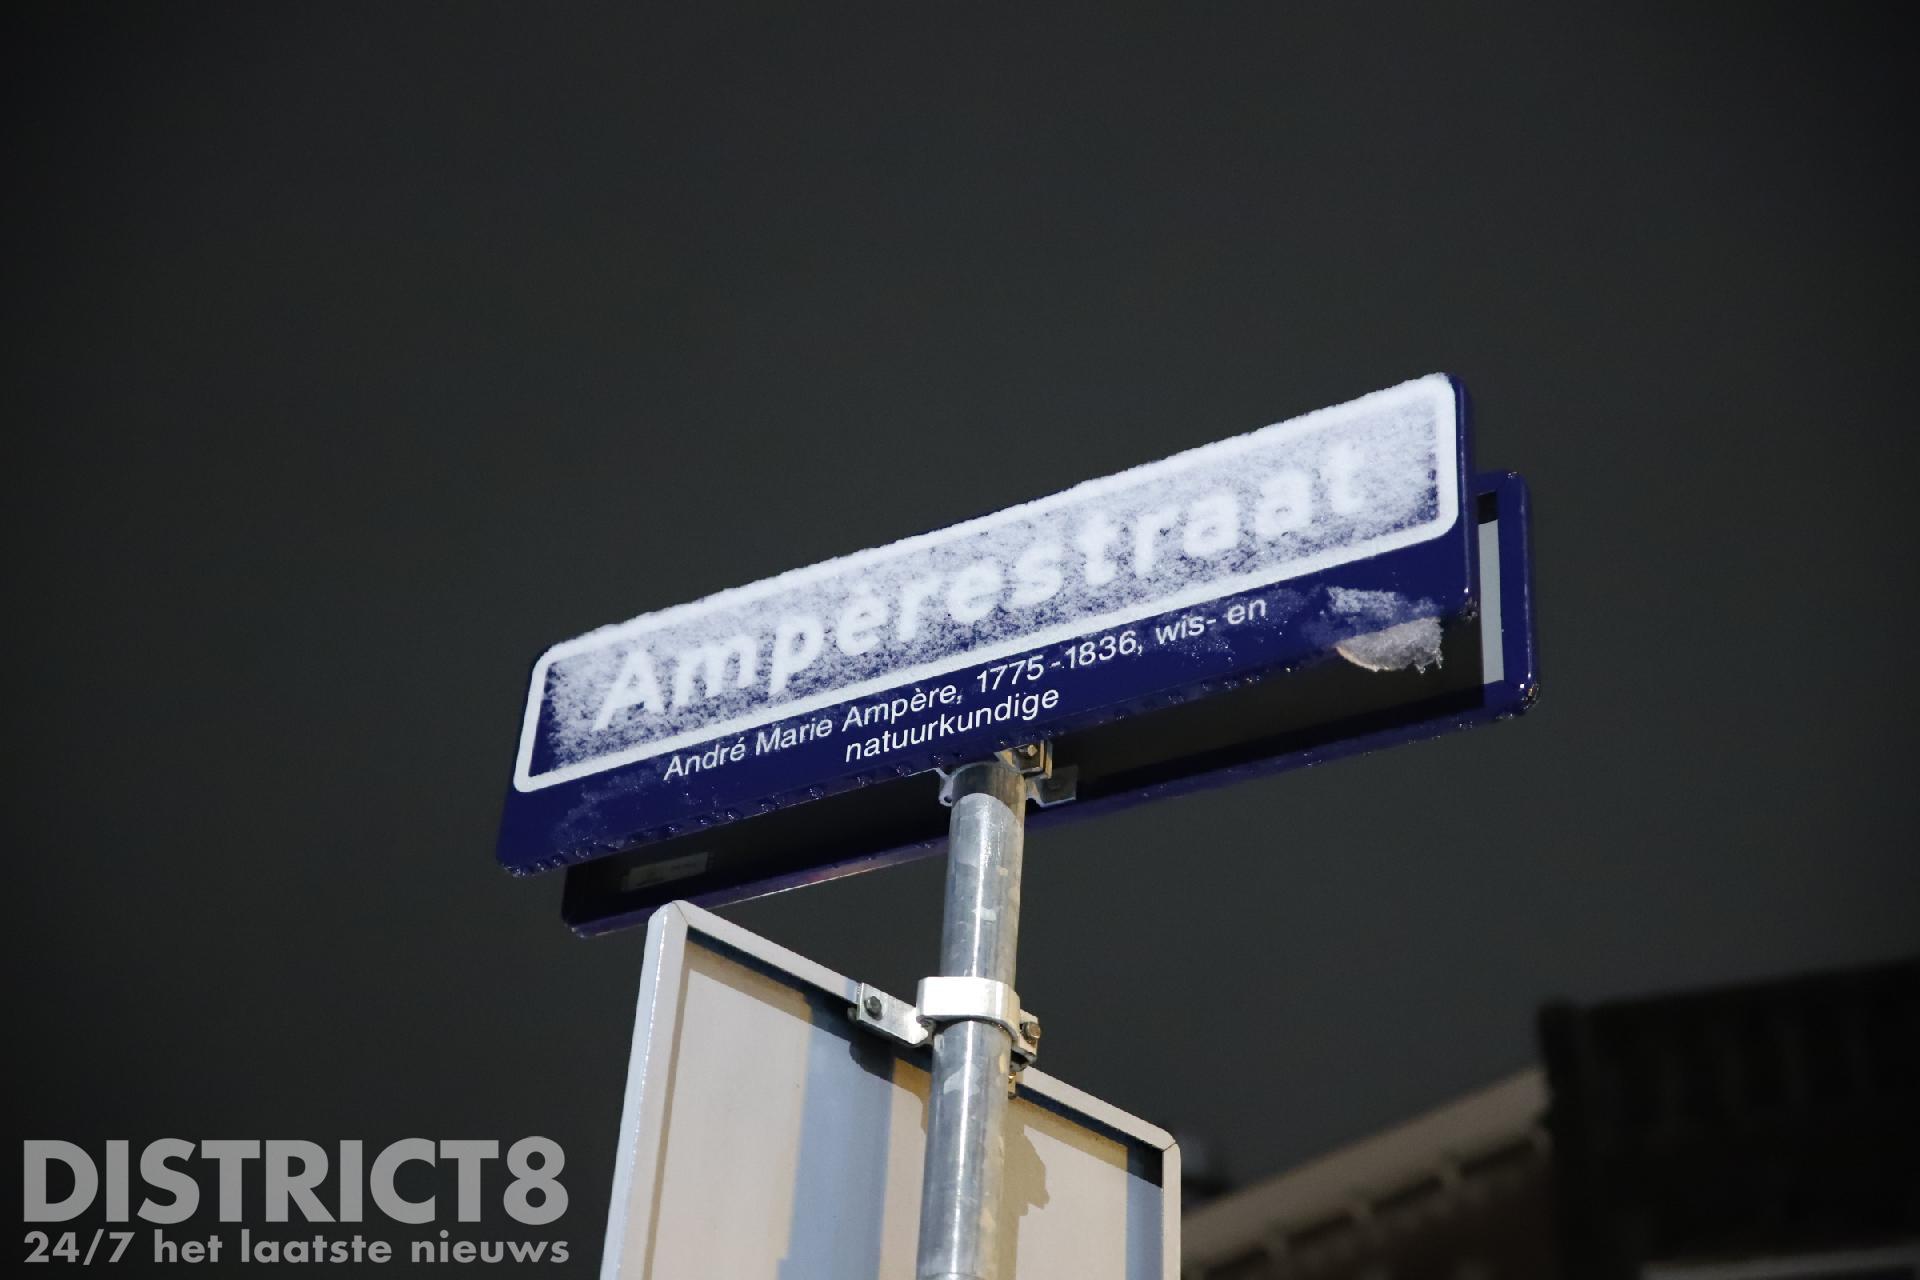 Ampèrestraat
André Marie Ampère, 1775-1836, wis- en
natuurkundige
DISTRICT8
24/7 het laatste nieuws